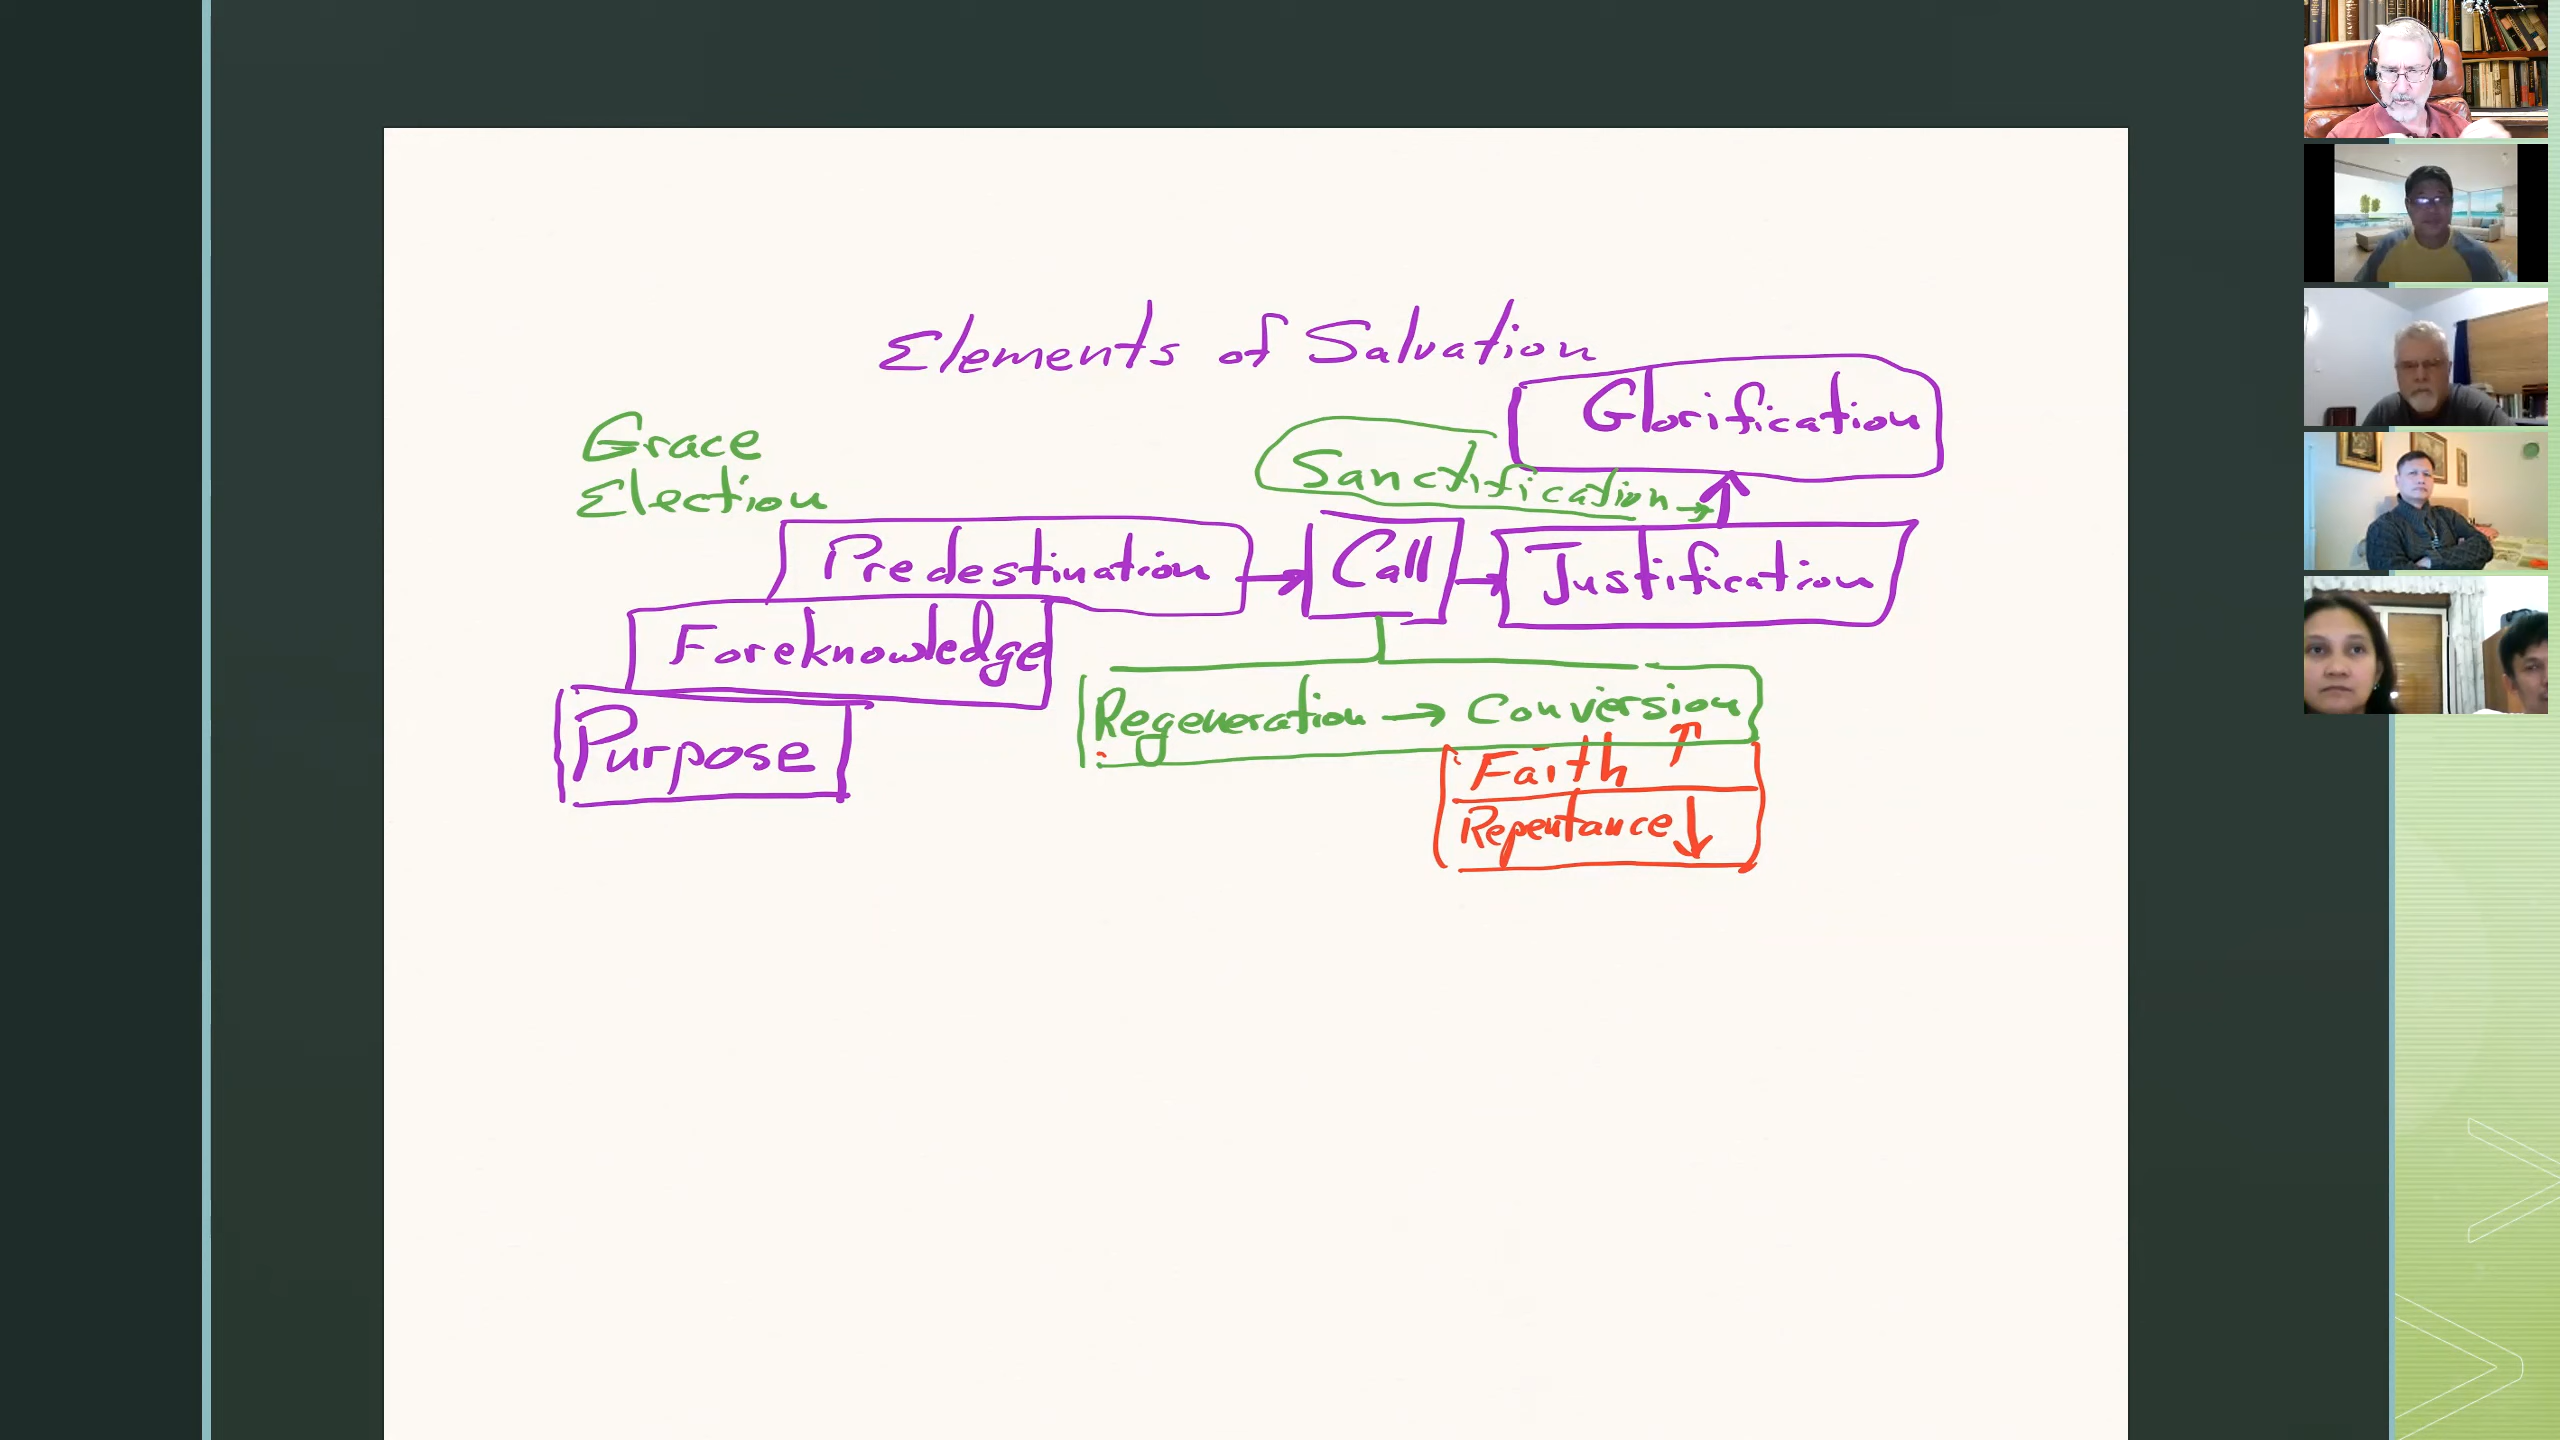 Elements of Salvation
Glorification
Grace
Election
Sanctification →
Predestination → Call → Justification
Foreknowledge
Purpose
Regeneration → Conversion
Faith ↑
Repentance ↓